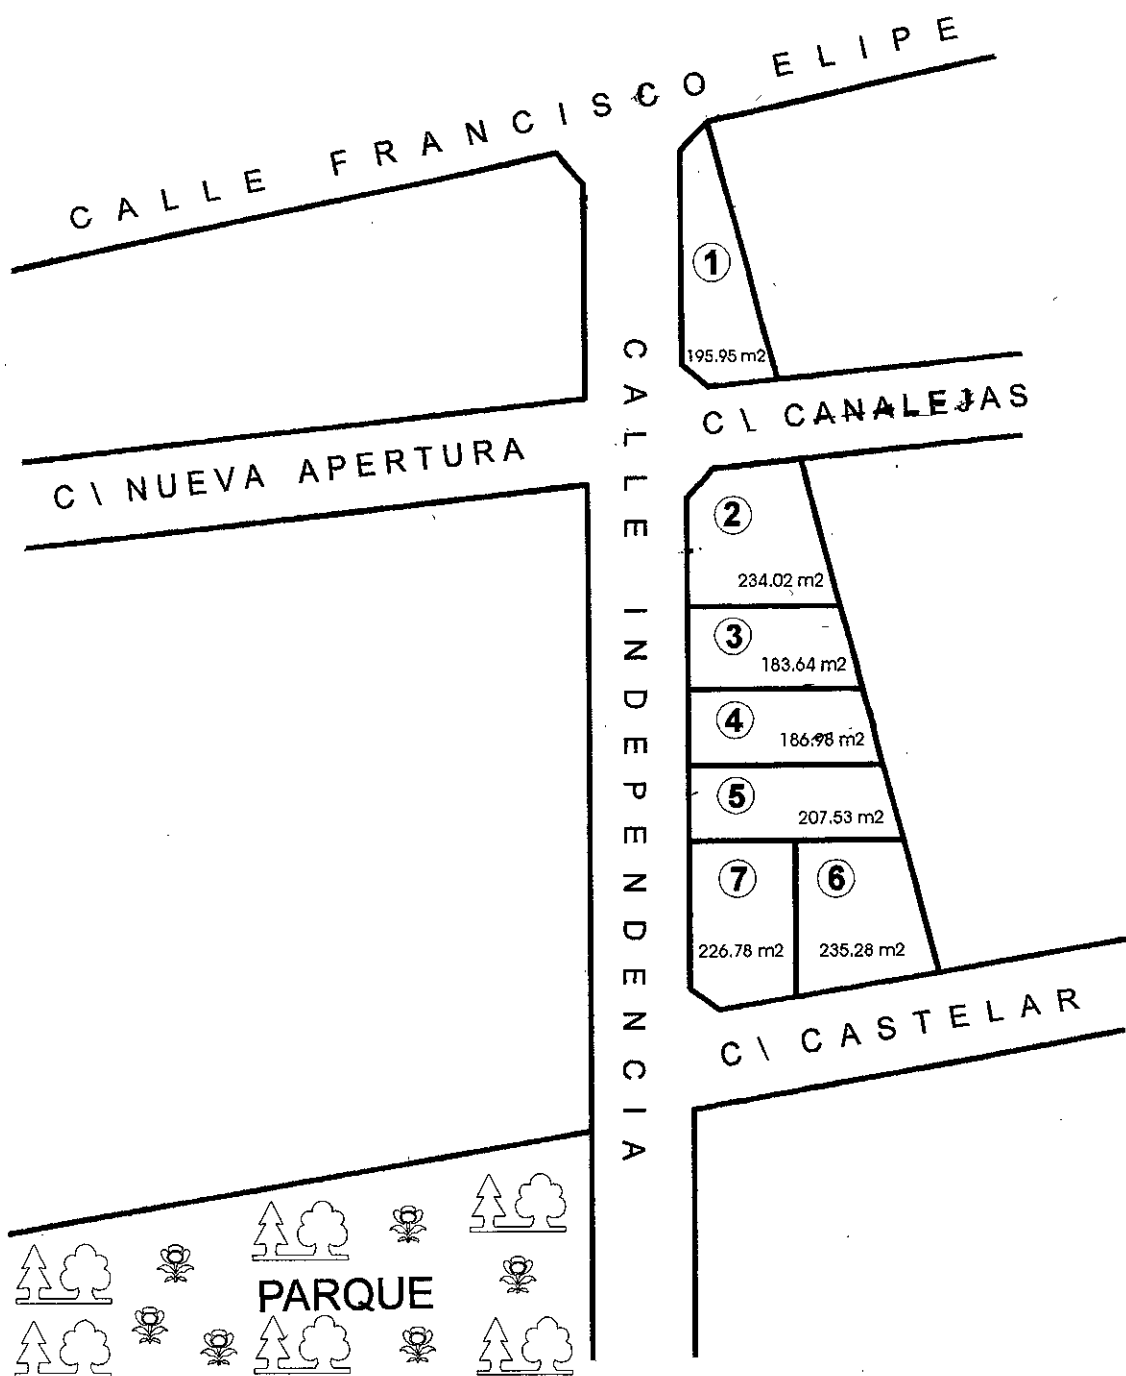 CALLE FRANCISCO ELIPE
1
195.95 m2
CALLE INDEPENDENCIA
C\ CANALEJAS
C\ NUEVA APERTURA
2
234.02 m2
3
183.64 m2
4
186.98 m2
5
207.53 m2
7
6
226.78 m2
235.28 m2
C\ CASTELAR
PARQUE